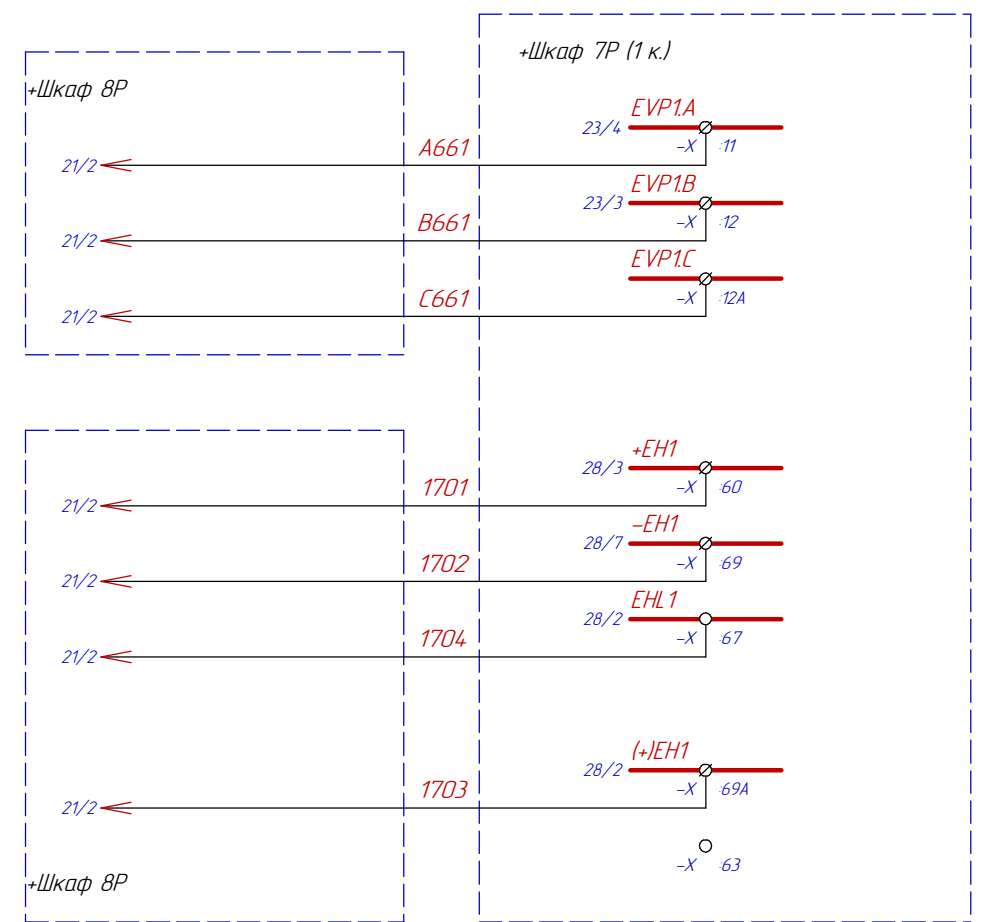 +Шкаф 7Р (1 к.)
+Шкаф 8Р
EVP1.A
23/4
-X :11
A661
21/2
EVP1.B
23/3
-X :12
B661
21/2
EVP1.C
-X :12A
C661
21/2
+EH1
28/3
-X :60
1701
21/2
-EH1
28/7
-X :69
1702
21/2
EHL1
28/2
-X :67
1704
21/2
(+)EH1
28/2
-X :69A
1703
21/2
-X :63
+Шкаф 8Р